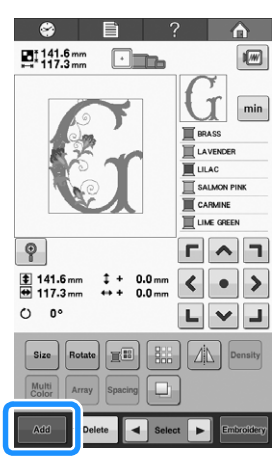 ?
141.6 mm
117.3 mm
min
BRASS
LAVENDER
LILAC
SALMON PINK
CARMINE
LIME GREEN
141.6 mm + 0.0 mm
117.3 mm + 0.0 mm
0°
Size Rotate Density
Multi Color Array Spacing
Add Delete Select Embroidery